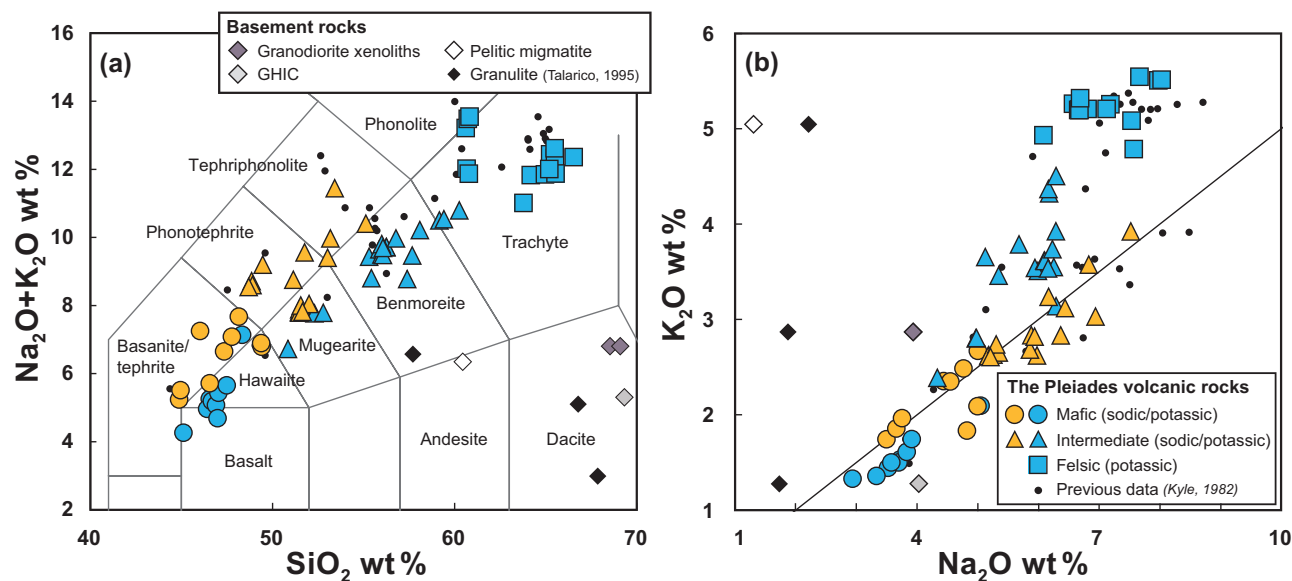 (a)
Basement rocks
Granodiorite xenoliths
Pelitic migmatite
GHIC
Granulite (Talarico, 1995)
16
14
12
10
8
6
4
2
Na₂O+K₂O wt %
40
50
60
70
SiO₂ wt %
Phonolite
Tephriphonolite
Phonotephrite
Trachyte
Benmoreite
Mugearite
Basanite/
tephrite
Hawaite
Basalt
Andesite
Dacite
(b)
6
5
4
3
2
1
K₂O wt %
1
4
7
10
Na₂O wt %
The Pleiades volcanic rocks
Mafic (sodic/potassic)
Intermediate (sodic/potassic)
Felsic (potassic)
Previous data (Kyle, 1982)